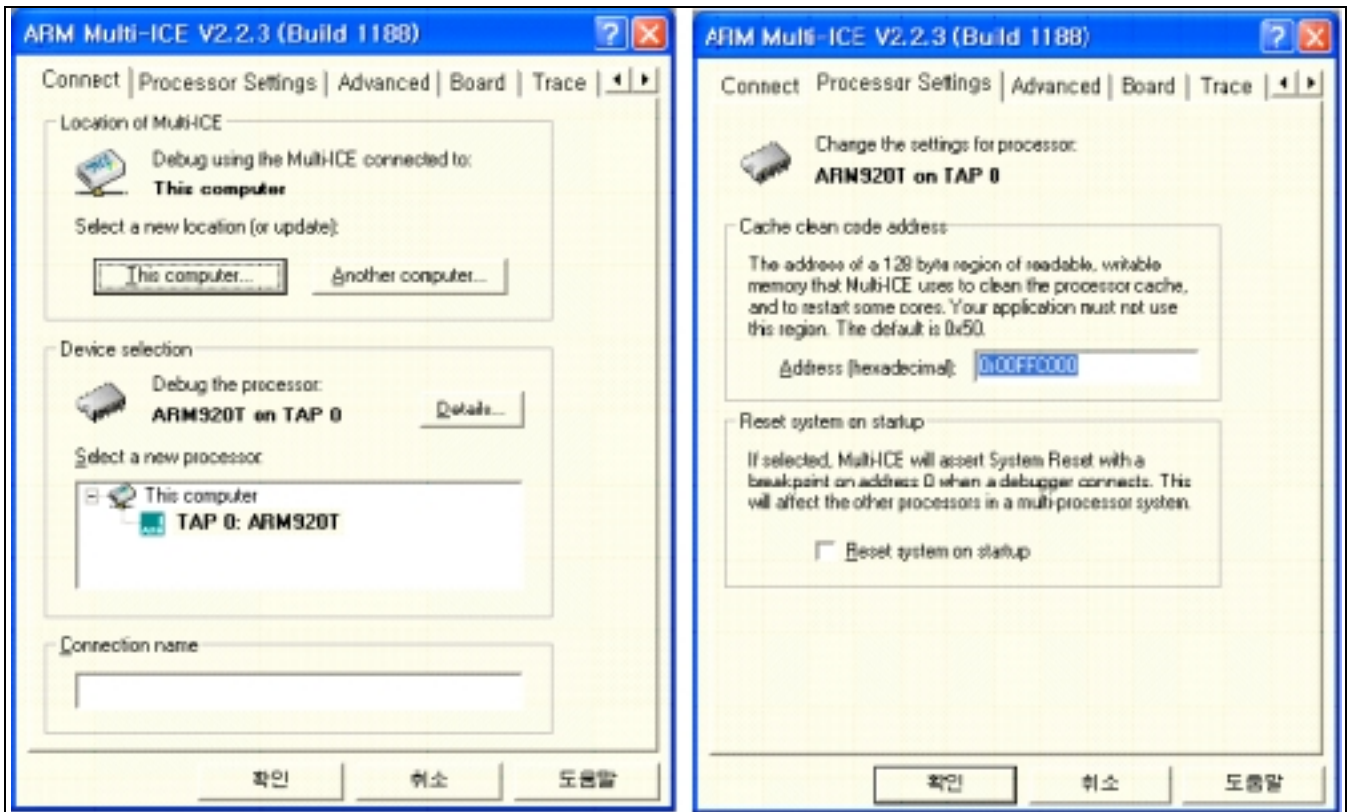 ARM Multi-ICE V2.2.3 (Build 1188)
Connect Processor Settings Advanced Board Trace
Location of Multi-ICE
Debug using the Multi-ICE connected to:
This computer
Select a new location (or update):
This computer... Another computer...
Device selection
Debug the processor:
ARM920T on TAP 0
Details...
Select a new processor
This computer
TAP 0: ARM920T
Connection name
확인 취소 도움말
ARM Multi-ICE V2.2.3 (Build 1188)
Connect Processor Settings Advanced Board Trace
Change the settings for processor:
ARM920T on TAP 0
Cache clean code address
The address of a 128 byte region of readable, writable
memory that Multi-ICE uses to clean the processor cache,
and to restart some cores. Your application must not use
this region. The default is 0x50.
Address (hexadecimal): 0x00FFC000
Reset system on startup
If selected, Multi-ICE will assert System Reset with a
breakpoint on address 0 when a debugger connects. This
will affect the other processors in a multi-processor system.
Reset system on startup
확인 취소 도움말